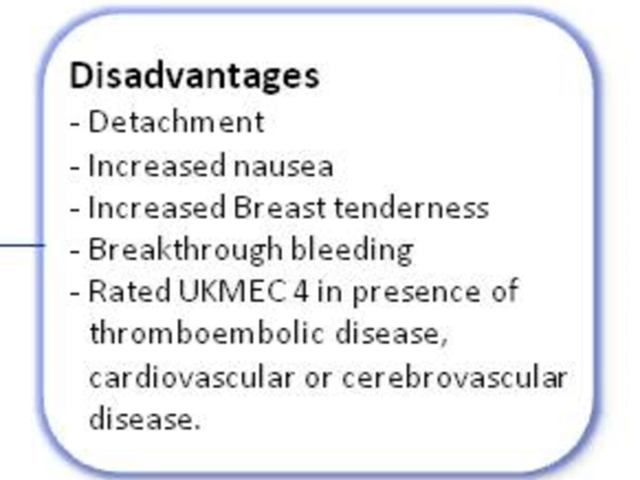 Disadvantages
- Detachment
- Increased nausea
- Increased Breast tenderness
- Breakthrough bleeding
- Rated UKMEC 4 in presence of
thromboembolic disease,
cardiovascular or cerebrovascular
disease.